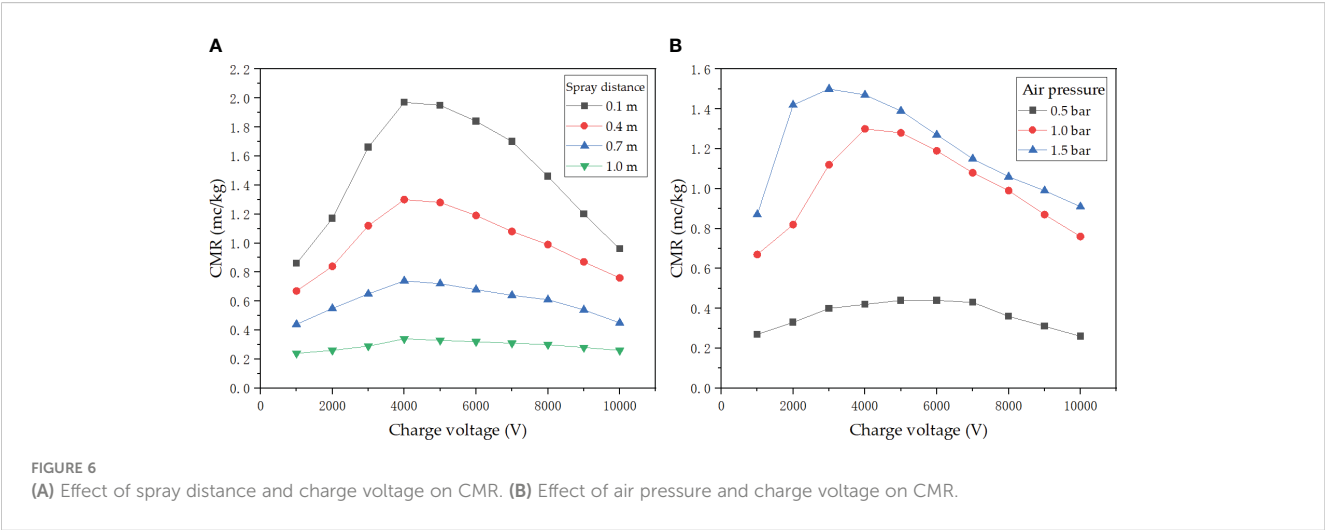 A
2.2
2.0
1.8
1.6
1.4
1.2
1.0
0.8
0.6
0.4
0.2
0.0
CMR (mc/kg)
Spray distance
0.1 m
0.4 m
0.7 m
1.0 m
0
2000
4000
6000
8000
10000
Charge voltage (V)
B
1.6
1.4
1.2
1.0
0.8
0.6
0.4
0.2
0.0
CMR (mc/kg)
Air pressure
0.5 bar
1.0 bar
1.5 bar
0
2000
4000
6000
8000
10000
Charge voltage (V)
FIGURE 6
(A) Effect of spray distance and charge voltage on CMR. (B) Effect of air pressure and charge voltage on CMR.